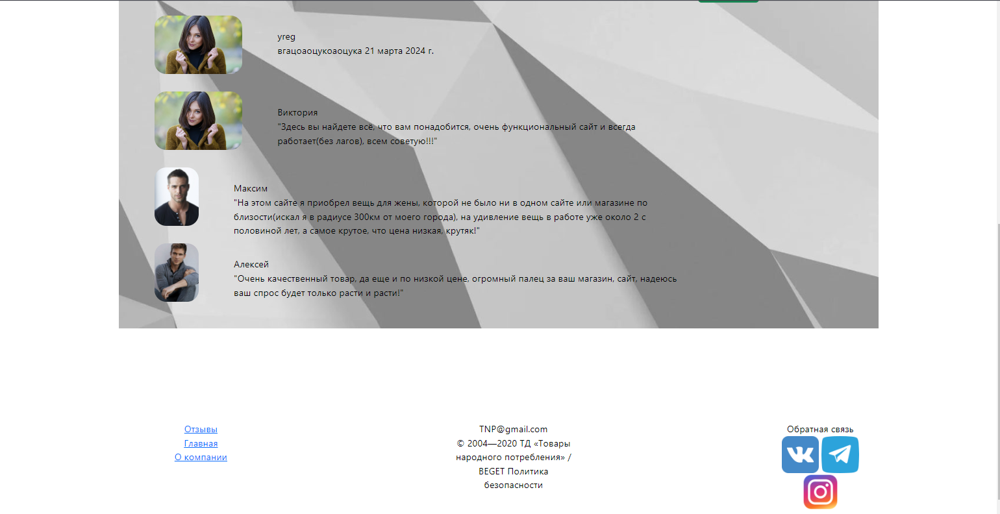 yreg
вгацоаоцукоаоцука 21 марта 2024 г.
Виктория
"Здесь вы найдете всё, что вам понадобится, очень функциональный сайт и всегда
работает(без лагов), всем советую!!!"
Максим
"На этом сайте я приобрел вещь для жены, которой не было ни в одном сайте или магазине по
близости(искал я в радиусе 300км от моего города), на удивление вещь в работе уже около 2 с
половиной лет, а самое крутое, что цена низкая, крутяк!"
Алексей
"Очень качественный товар, да еще и по низкой цене, огромный палец за ваш магазин, сайт, надеюсь
ваш спрос будет только расти и расти!"
Отзывы
Главная
О компании
TNP@gmail.com
© 2004—2020 ТД «Товары
народного потребления» /
BEGET Политика
безопасности
Обратная связь